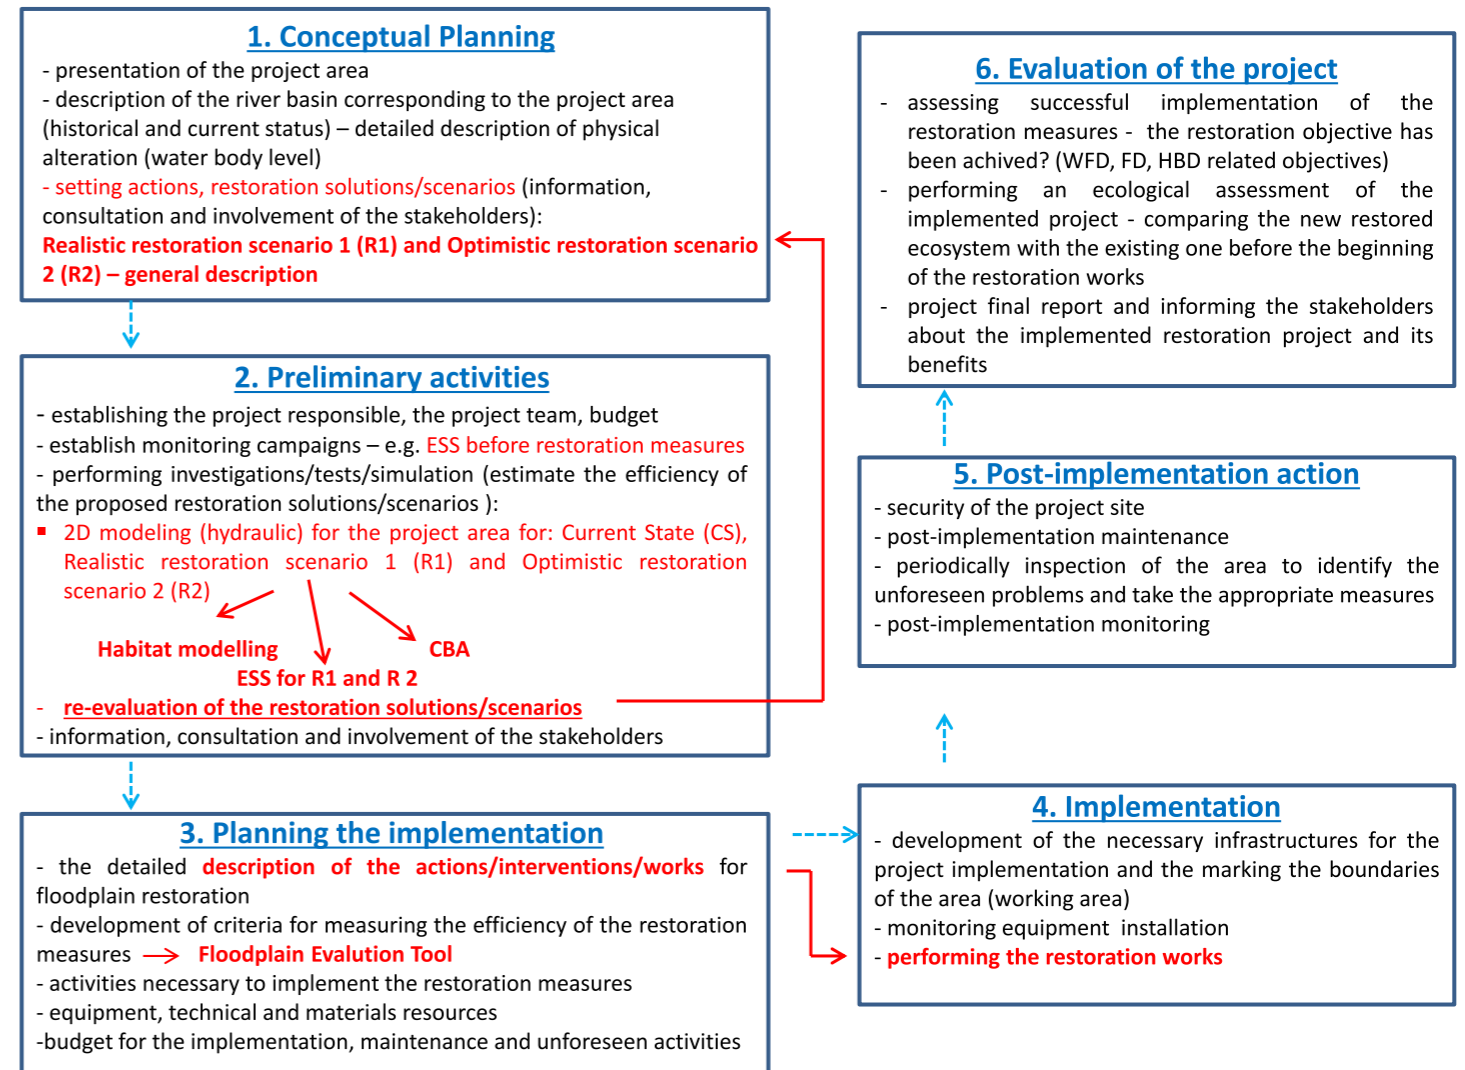 1. Conceptual Planning
- presentation of the project area
- description of the river basin corresponding to the project area
(historical and current status) – detailed description of physical
alteration (water body level)
- setting actions, restoration solutions/scenarios (information,
consultation and involvement of the stakeholders):
Realistic restoration scenario 1 (R1) and Optimistic restoration scenario
2 (R2) – general description
2. Preliminary activities
- establishing the project responsible, the project team, budget
- establish monitoring campaigns – e.g. ESS before restoration measures
- performing investigations/tests/simulation (estimate the efficiency of
the proposed restoration solutions/scenarios ):
▪ 2D modeling (hydraulic) for the project area for: Current State (CS),
Realistic restoration scenario 1 (R1) and Optimistic restoration
scenario 2 (R2)
Habitat modelling
CBA
ESS for R1 and R 2
- re-evaluation of the restoration solutions/scenarios
- information, consultation and involvement of the stakeholders
3. Planning the implementation
- the detailed description of the actions/interventions/works for
floodplain restoration
- development of criteria for measuring the efficiency of the restoration
measures → Floodplain Evalution Tool
- activities necessary to implement the restoration measures
- equipment, technical and materials resources
-budget for the implementation, maintenance and unforeseen activities
4. Implementation
- development of the necessary infrastructures for the
project implementation and the marking the boundaries
of the area (working area)
- monitoring equipment installation
- performing the restoration works
5. Post-implementation action
- security of the project site
- post-implementation maintenance
- periodically inspection of the area to identify the
unforeseen problems and take the appropriate measures
- post-implementation monitoring
6. Evaluation of the project
- assessing successful implementation of the
restoration measures - the restoration objective has
been achived? (WFD, FD, HBD related objectives)
- performing an ecological assessment of the
implemented project - comparing the new restored
ecosystem with the existing one before the beginning
of the restoration works
- project final report and informing the stakeholders
about the implemented restoration project and its
benefits